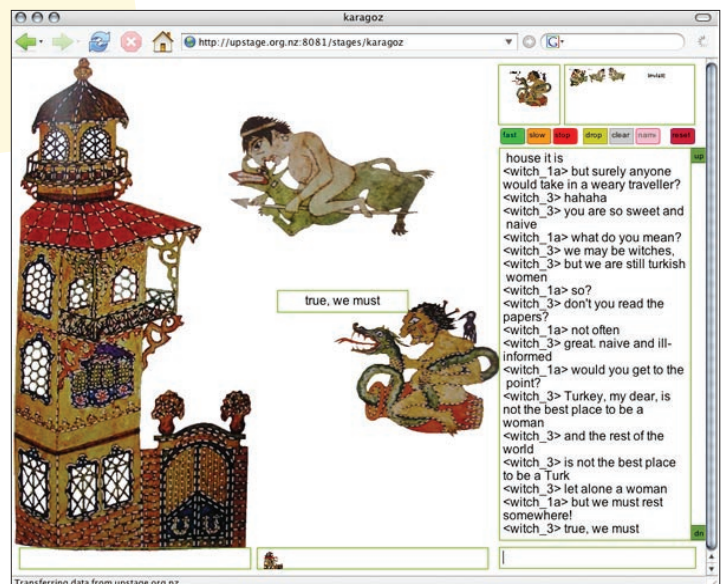 karagoz
http://upstage.org.nz:8081/stages/karagoz
G
fast slow stop drop clear name reset
up
house it is
<witch_1a> but surely anyone
would take in a weary traveller?
<witch_3> hahaha
<witch_3> you are so sweet and
naive
<witch_1a> what do you mean?
<witch_3> we may be witches,
<witch_3> but we are still turkish
women
<witch_1a> so?
<witch_3> don't you read the
papers?
<witch_1a> not often
<witch_3> great. naive and ill-
informed
<witch_1a> would you get to the
point?
<witch_3> Turkey, my dear, is
not the best place to be a
woman
<witch_3> and the rest of the
world
<witch_3> is not the best place
to be a Turk
<witch_3> let alone a woman
<witch_1a> but we must rest
somewhere!
<witch_3> true, we must
dn
true, we must
Transferring data from upstage.org.nz